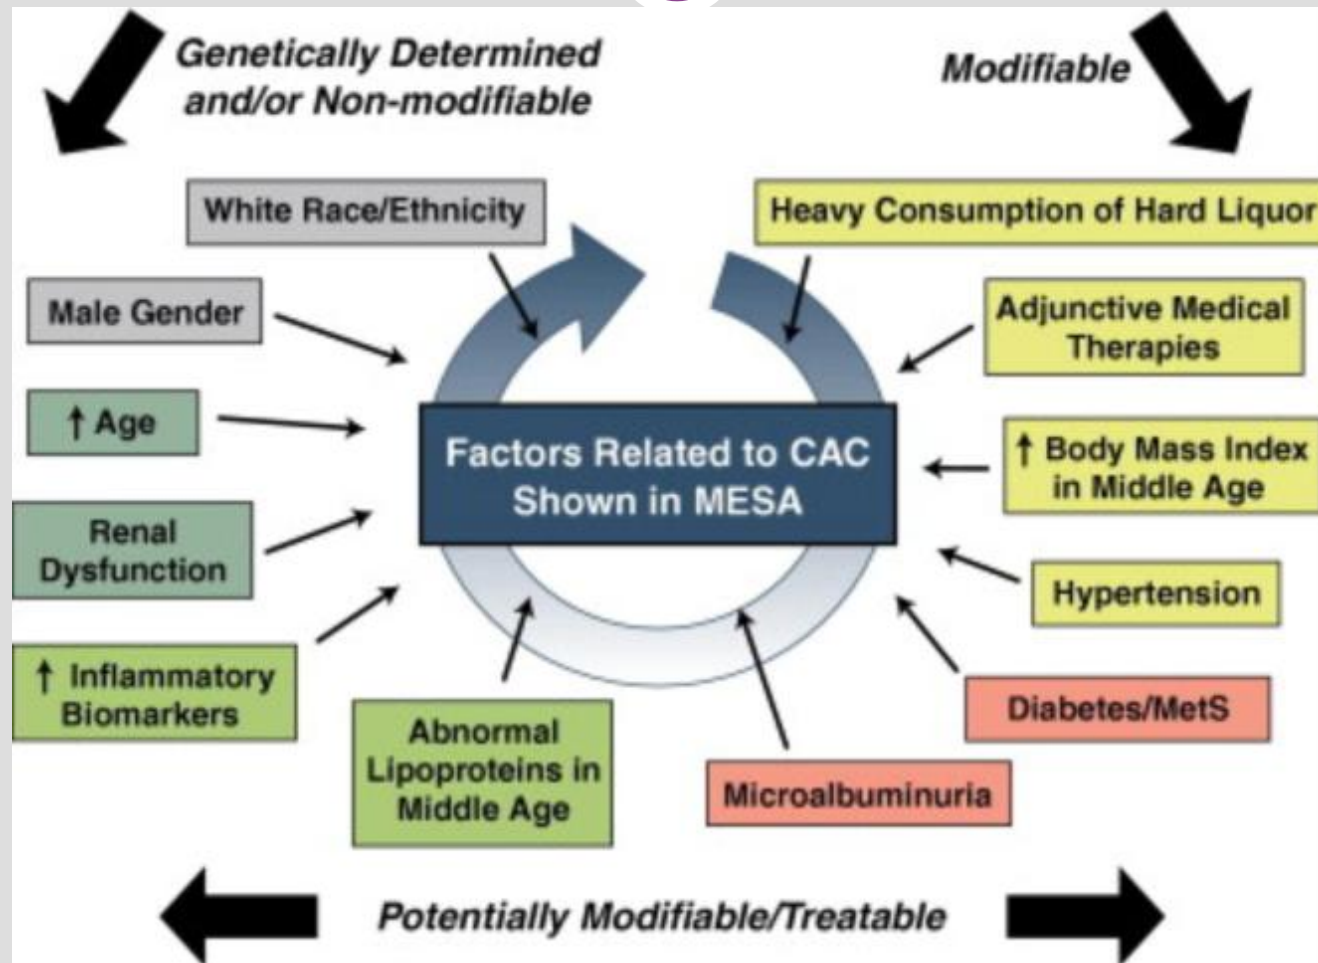 Genetically Determined
and/or Non-modifiable
Modifiable
White Race/Ethnicity
Heavy Consumption of Hard Liquor
Male Gender
Adjunctive Medical
Therapies
↑ Age
Factors Related to CAC
Shown in MESA
↑ Body Mass Index
in Middle Age
Renal
Dysfunction
Hypertension
↑ Inflammatory
Biomarkers
Abnormal
Lipoproteins in
Middle Age
Diabetes/MetS
Microalbuminuria
Potentially Modifiable/Treatable